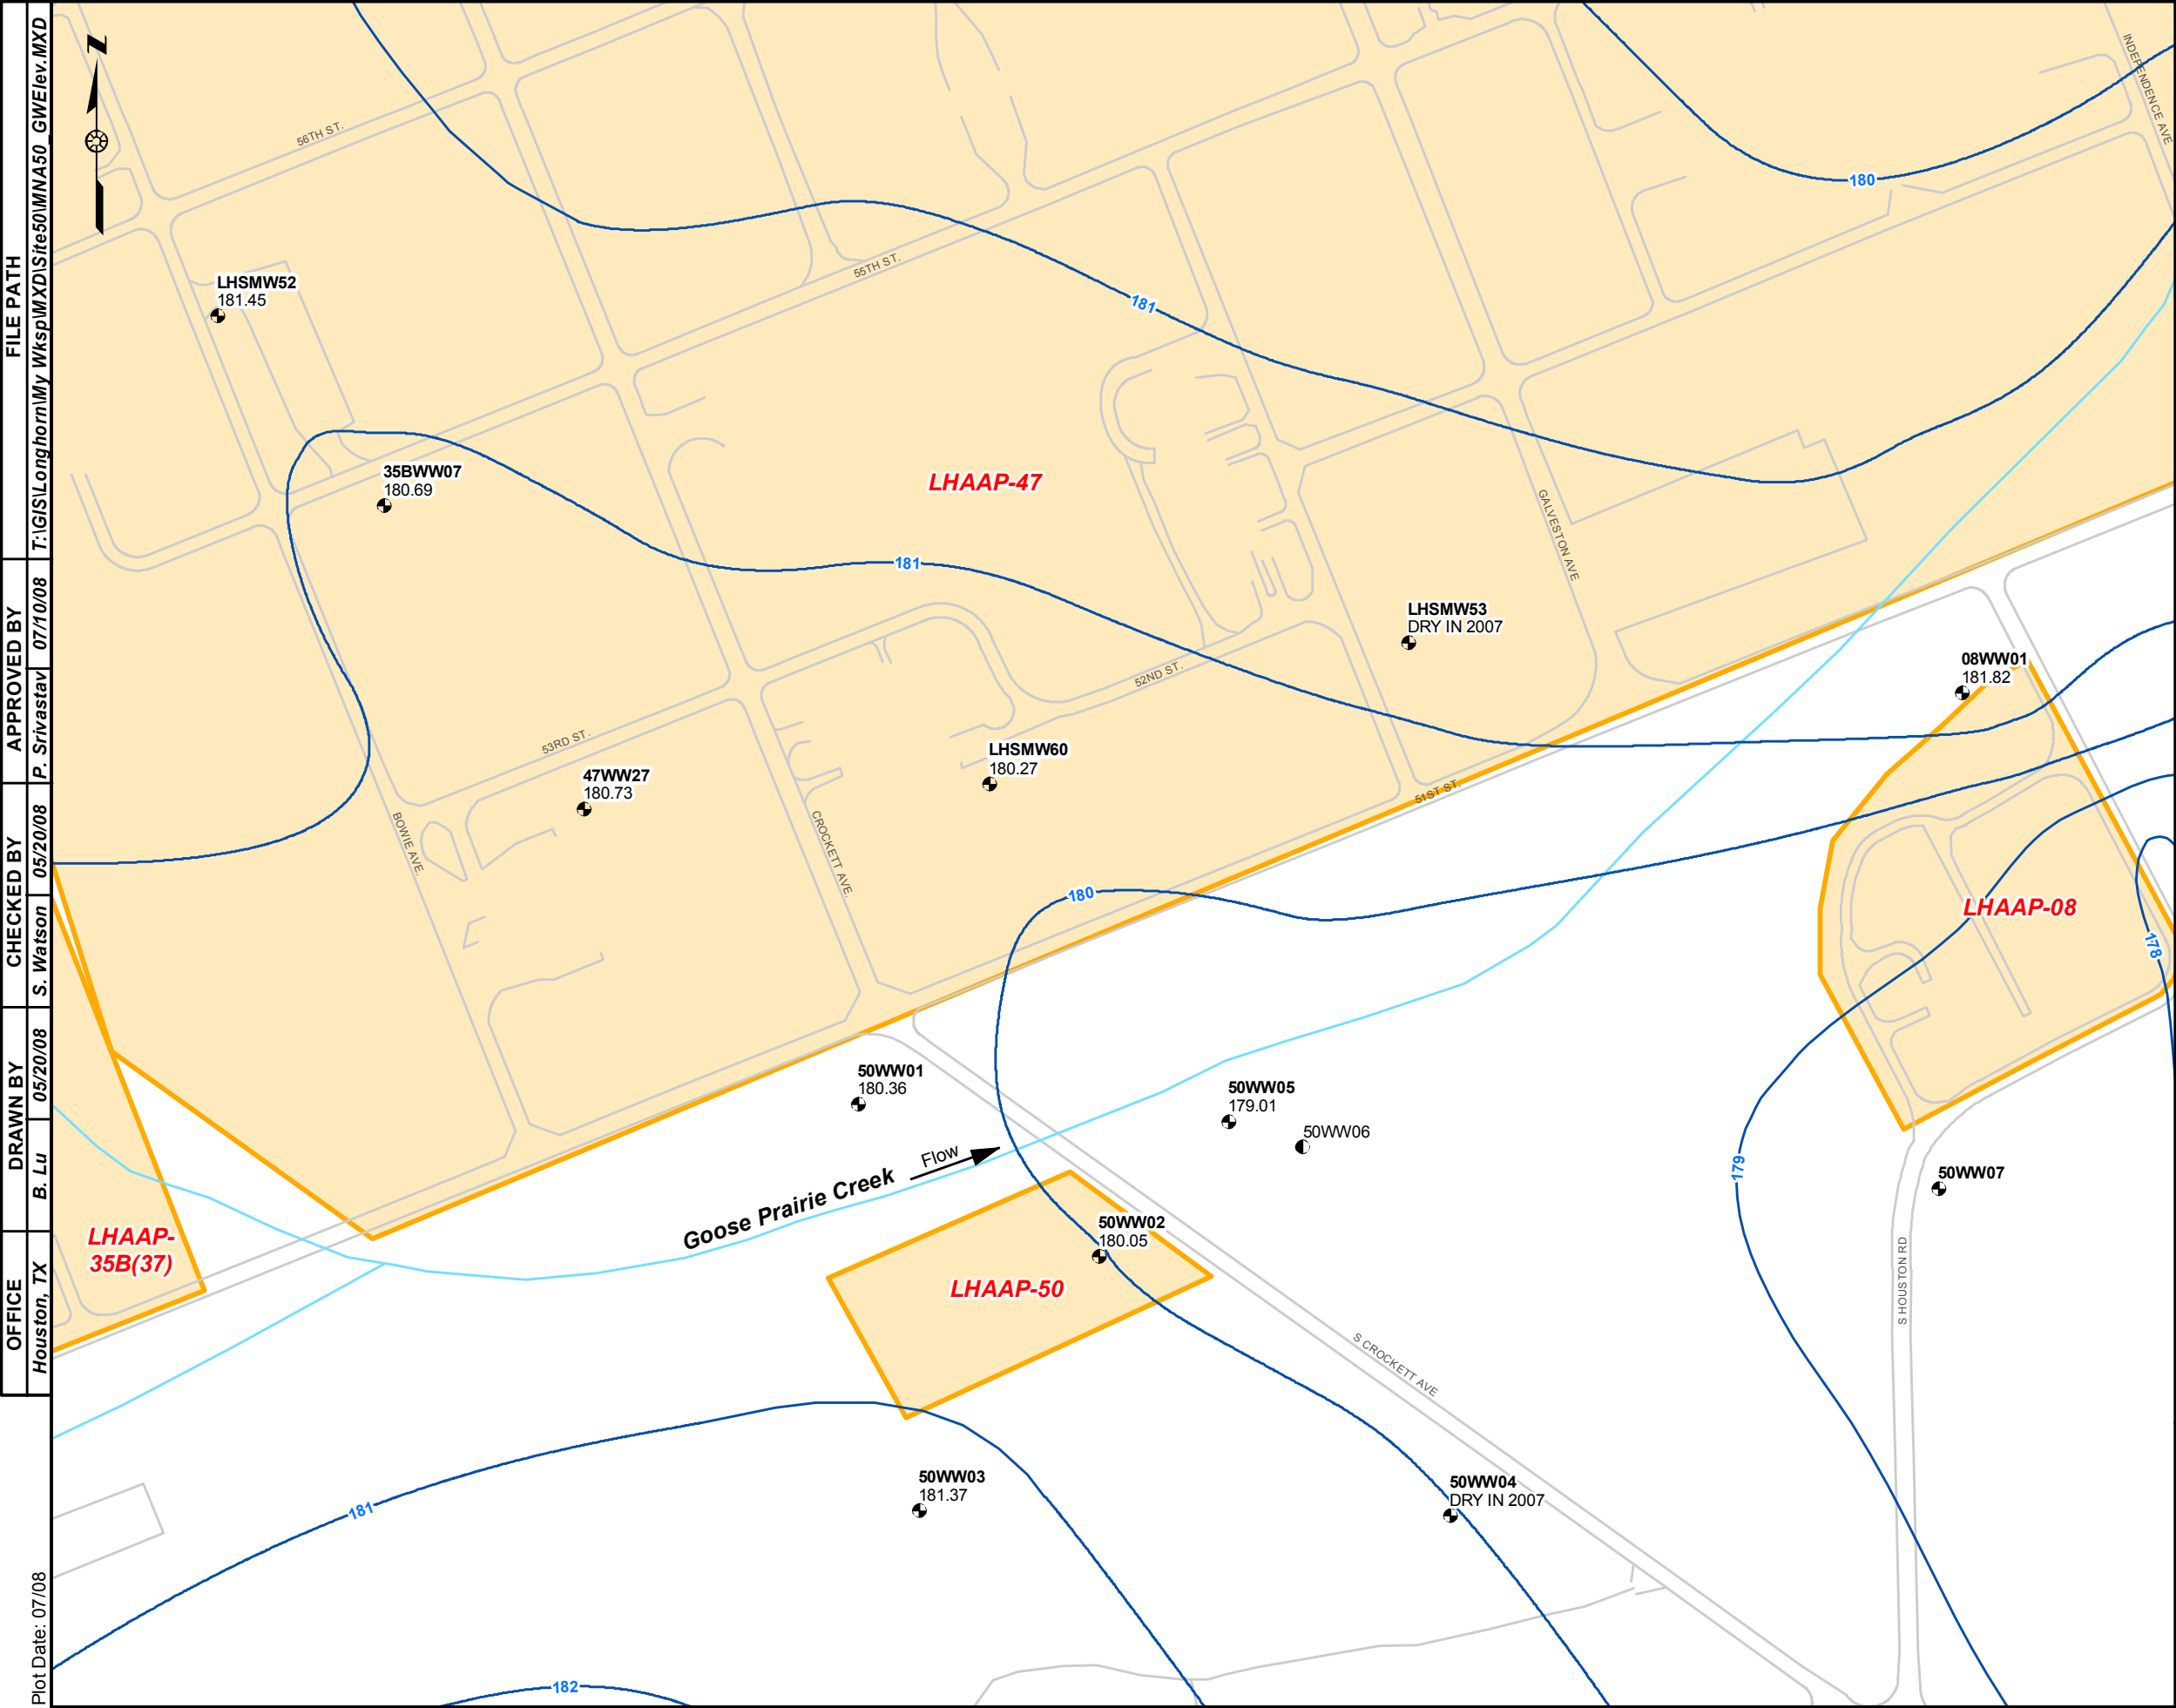 FILE PATH
T:\GIS\Longhorn\My Wksp\MXD\Site50\MNA50_GWElev.MXD
APPROVED BY
P. Srivastav 07/10/08
CHECKED BY
S. Watson 05/20/08
DRAWN BY
B. Lu 05/20/08
OFFICE
Houston, TX
Plot Date: 07/08
N
INDEPENDENCE AVE
56TH ST.
180
55TH ST.
LHSMW52
181.45
181
35BWW07
180.69
LHAAP-47
GALVESTON AVE
181
LHSMW53
DRY IN 2007
52ND ST.
08WW01
181.82
53RD ST.
LHSMW60
180.27
47WW27
180.73
51ST ST.
BOWIE AVE.
CROCKETT AVE.
180
LHAAP-08
178
50WW01
180.36
50WW05
179.01
50WW06
Flow
Goose Prairie Creek
179
50WW07
LHAAP-
35B(37)
50WW02
180.05
LHAAP-50
S HOUSTON RD
S CROCKETT AVE
50WW03
181.37
50WW04
DRY IN 2007
181
182